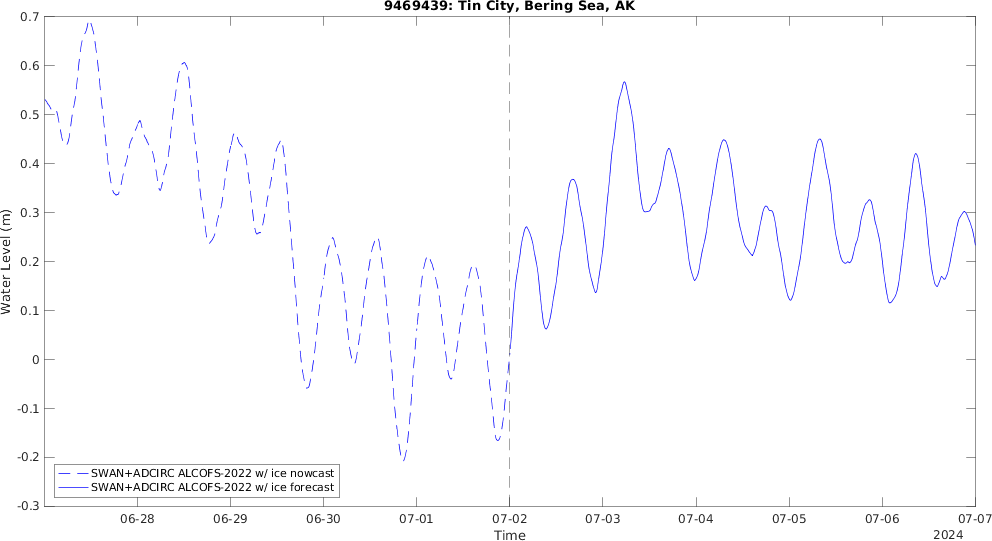 9469439: Tin City, Bering Sea, AK
0.7
0.6
0.5
0.4
0.3
0.2
0.1
0
-0.1
-0.2
-0.3
Water Level (m)
SWAN+ADCIRC ALCOFS-2022 w/ ice nowcast
SWAN+ADCIRC ALCOFS-2022 w/ ice forecast
06-28 06-29 06-30 07-01 07-02 07-03 07-04 07-05 07-06 07-07
Time
2024